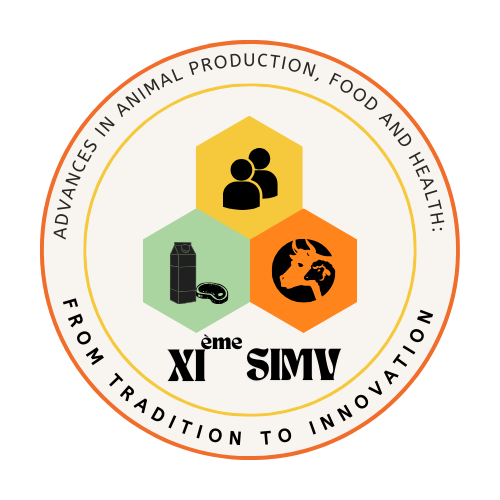 ADVANCES IN ANIMAL PRODUCTION, FOOD AND HEALTH:
XIème SIMV
FROM TRADITION TO INNOVATION